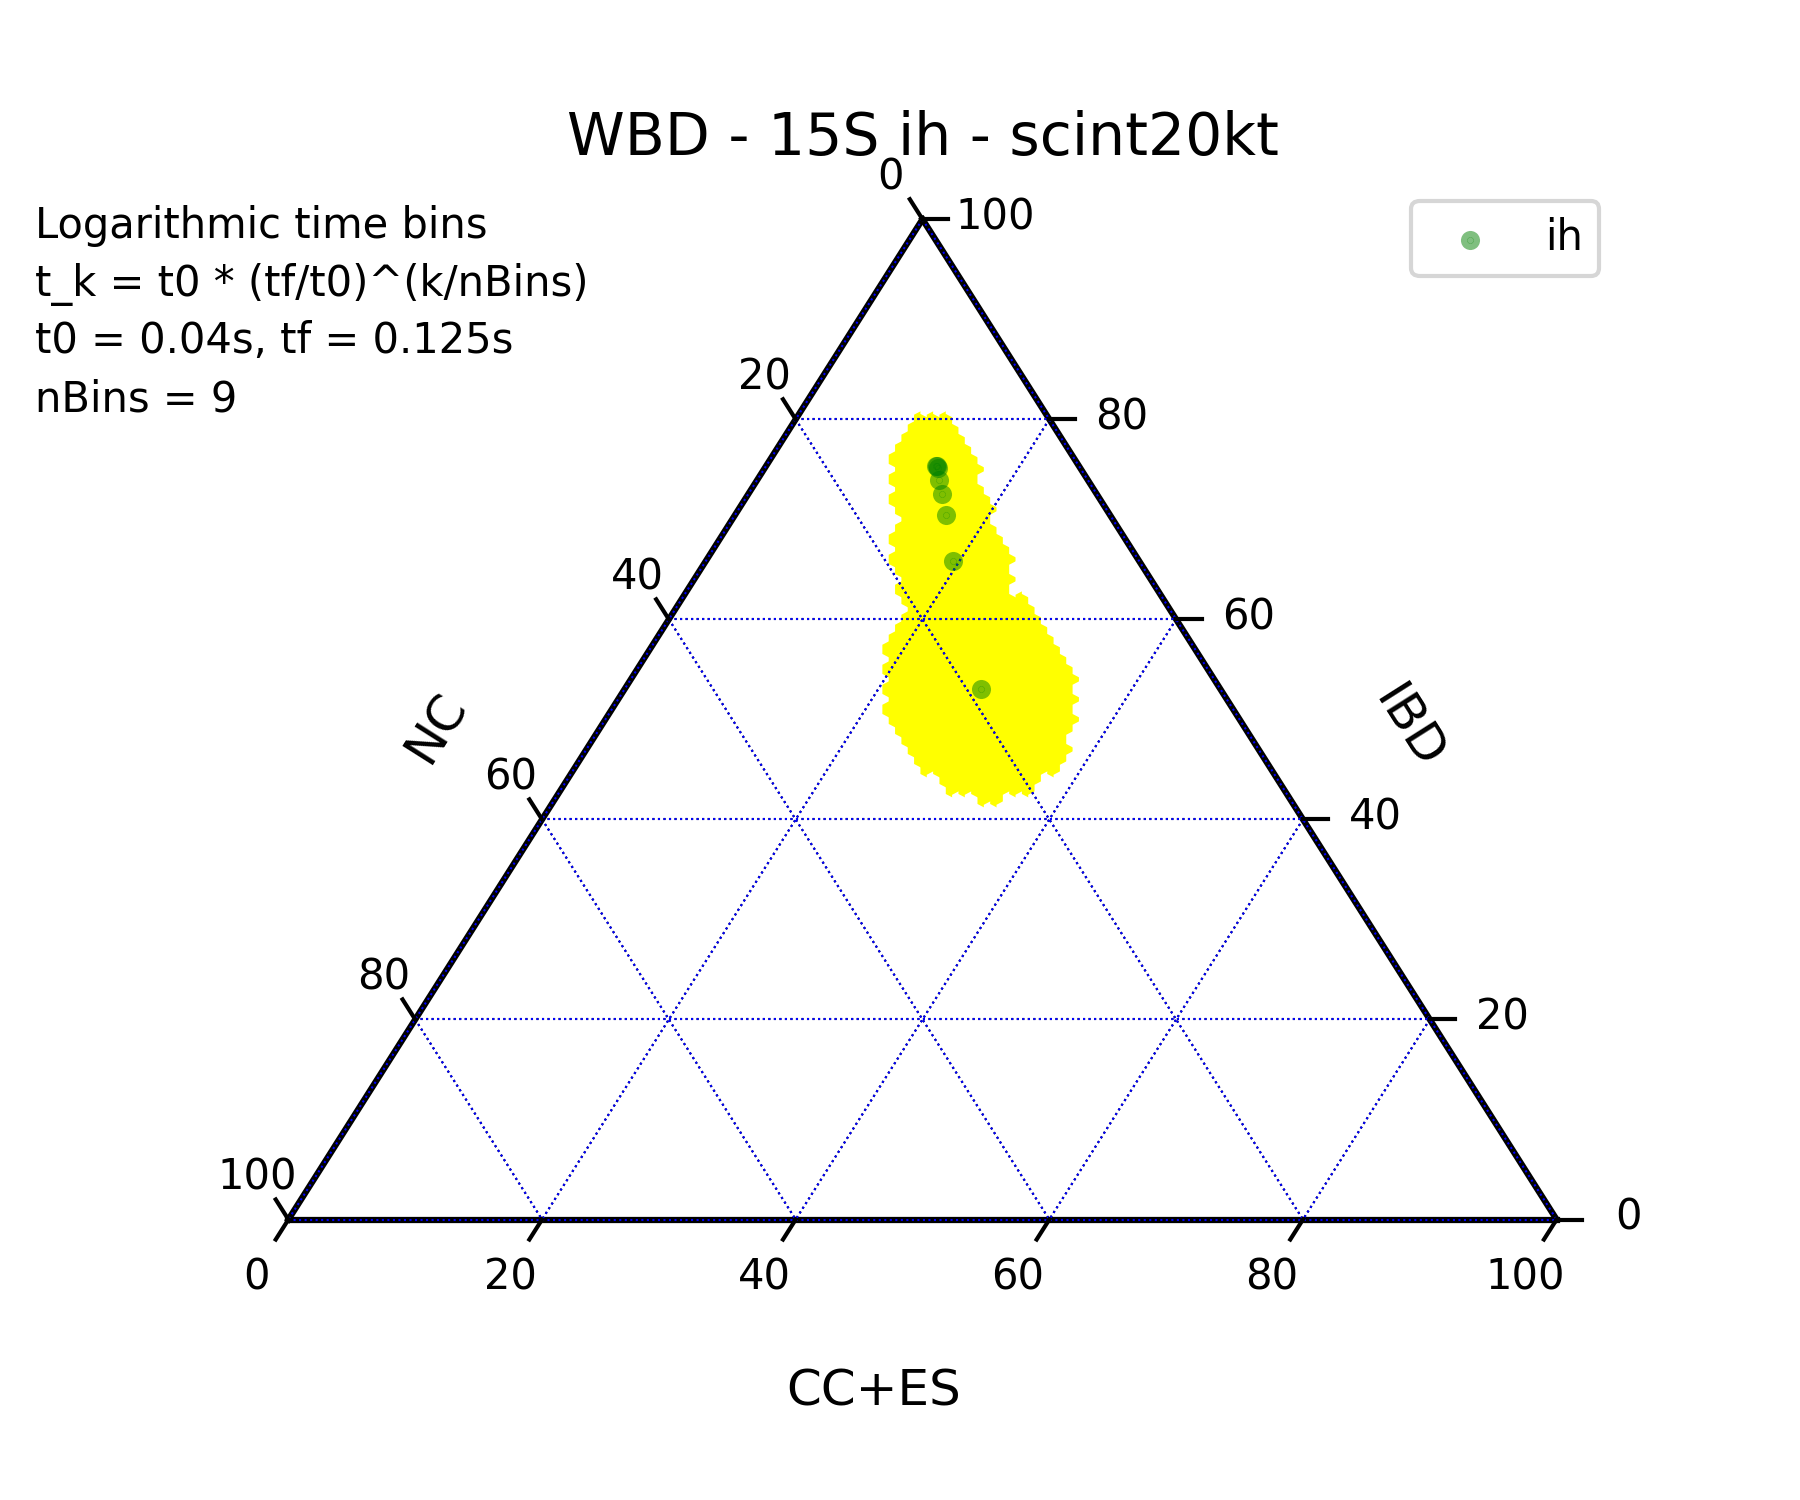 WBD - 15S ih - scint20kt
Logarithmic time bins
t_k = t0 * (tf/t0)^(k/nBins)
t0 = 0.04s, tf = 0.125s
nBins = 9
ih
0
100
20
80
40
60
NC
IBD
60
40
80
20
100
0
0 20 40 60 80 100
CC+ES